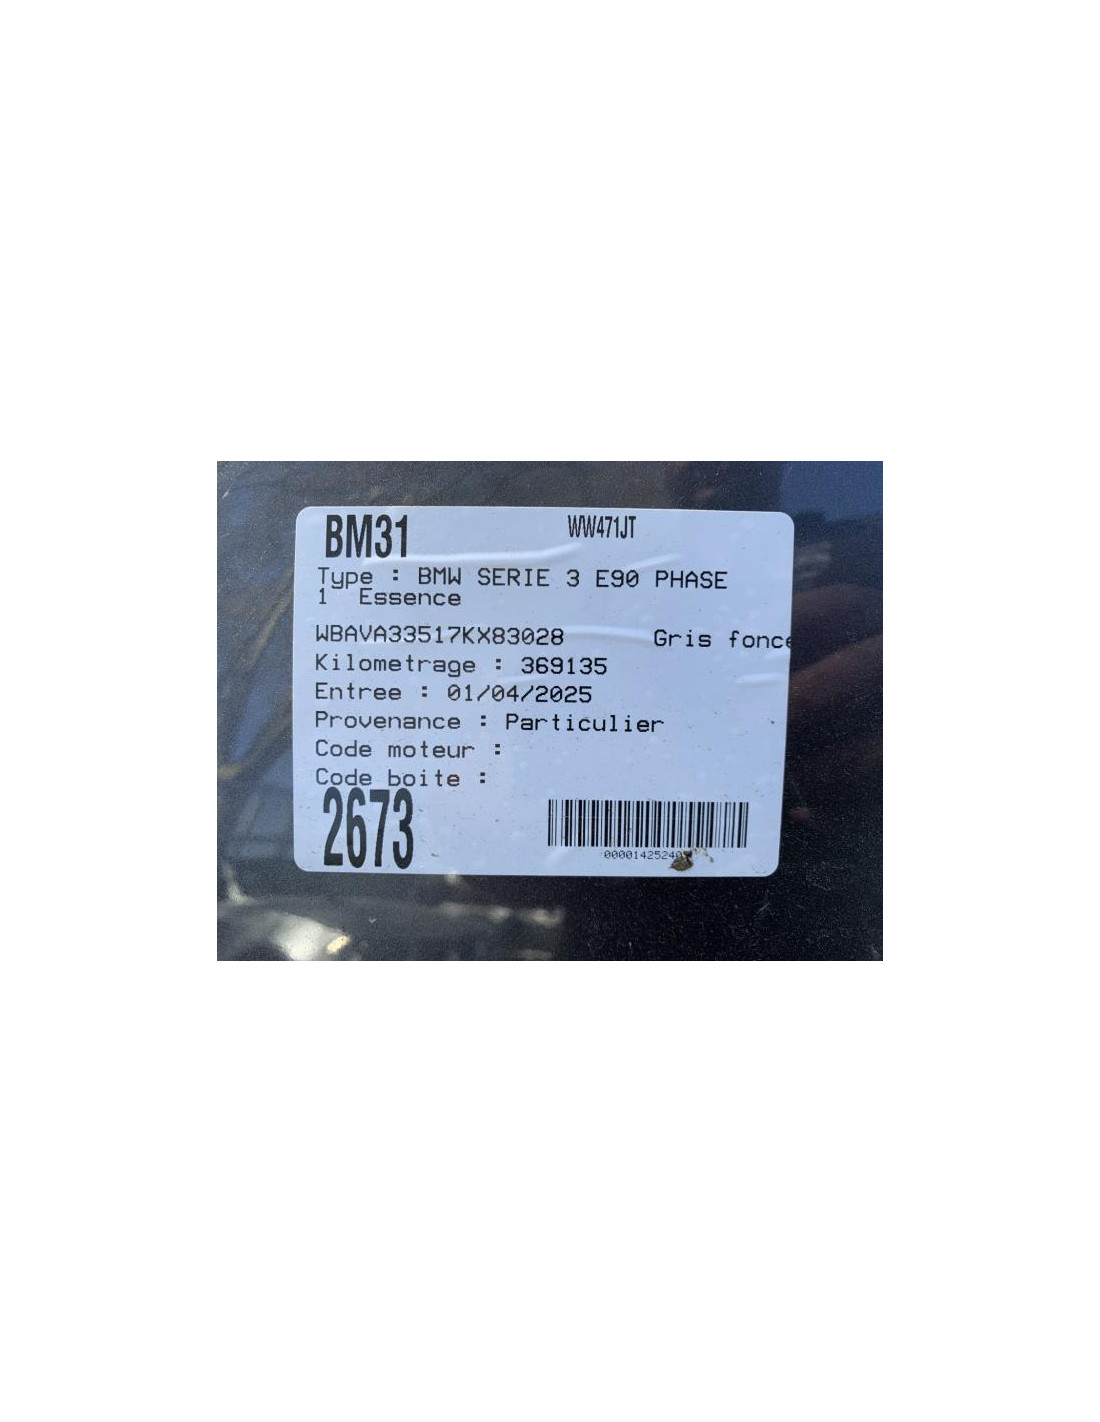 BM31 WW471JT
Type : BMW SERIE 3 E90 PHASE
1 Essence
WBAVA33517KX83028 Gris fonce
Kilometrage : 369135
Entree : 01/04/2025
Provenance : Particulier
Code moteur :
Code boite :
2673